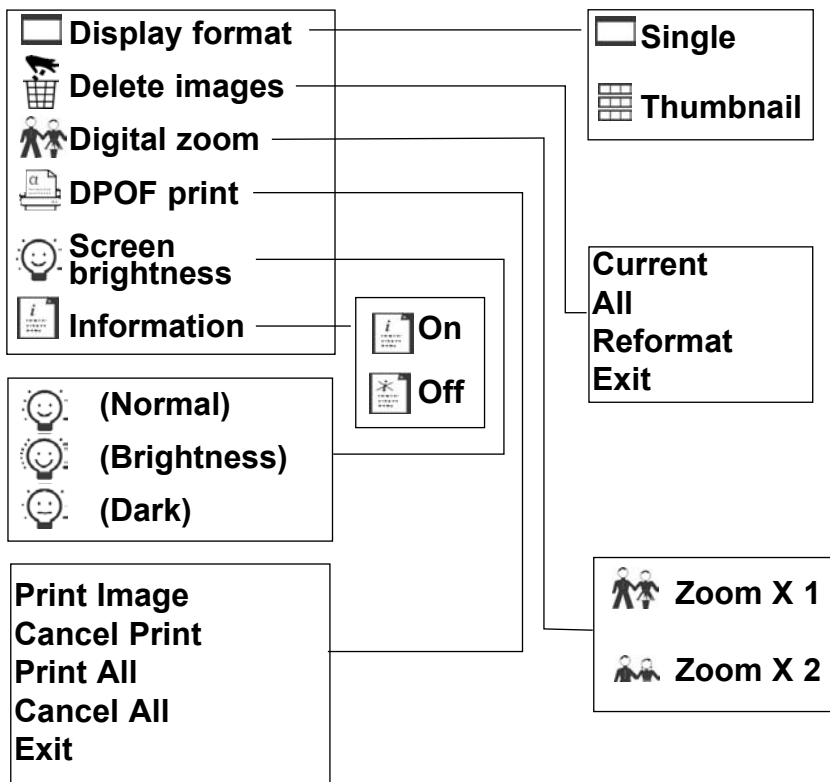 Display format
Delete images
Digital zoom
DPOF print
Screen
brightness
Information
Single
Thumbnail
Current
All
Reformat
Exit
On
Off
(Normal)
(Brightness)
(Dark)
Print Image
Cancel Print
Print All
Cancel All
Exit
Zoom X 1
Zoom X 2